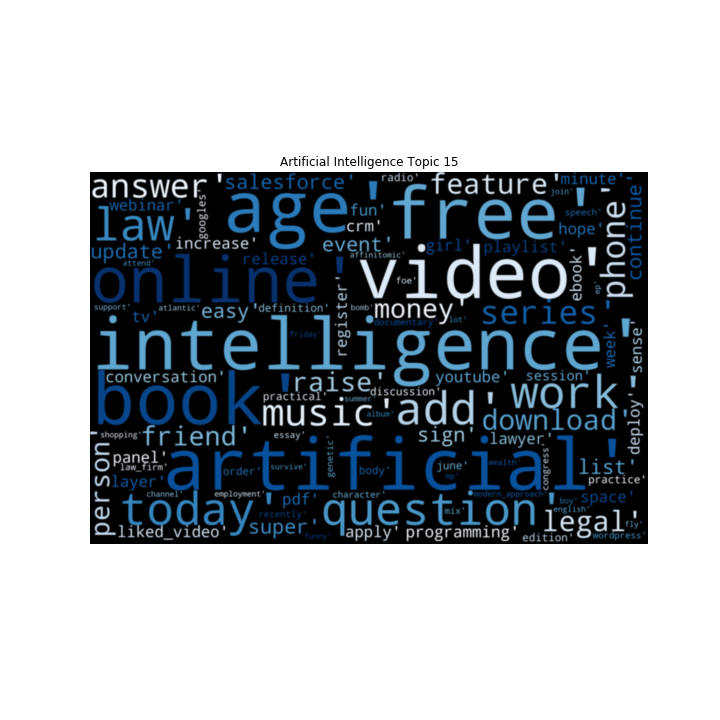 Artificial Intelligence Topic 15
answer'
salesforce'
radio'
feature'
minute'
join'
webinar'
googles'
age'
fun'
free'
speech'
law'
crm'
hope'
phone'
continue'
update'
increase'
event'
girl'
playlist'
attend'
release'
affinitomic'
video'
ebook'
online'
foe'
ep'
support'
atlantic'
definition'
bomb'
money'
series'
tv'
easy'
register'
documentary'
lot'
week'
sense'
intelligence'
friday'
conversation'
raise'
youtube'
session'
practical'
discussion'
summer'
book'
music'
album'
add'
work'
download'
shopping'
friend'
essay'
sign'
lawyer'
deploy'
person'
panel'
law_firm'
artificial'
genetic'
order'
survive'
body'
june'
mp'
wealth'
congress'
list'
practice'
layer'
channel'
employment'
pdf'
character'
modern_approach'
boy'
space'
today'
recently'
question'
mix'
english'
legal'
fly'
liked_video'
super'
funny'
apply'
programming'
edition'
wordpress'